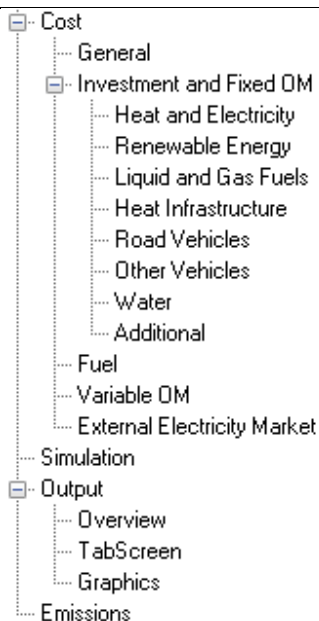 Cost
General
Investment and Fixed OM
Heat and Electricity
Renewable Energy
Liquid and Gas Fuels
Heat Infrastructure
Road Vehicles
Other Vehicles
Water
Additional
Fuel
Variable OM
External Electricity Market
Simulation
Output
Overview
TabScreen
Graphics
Emissions